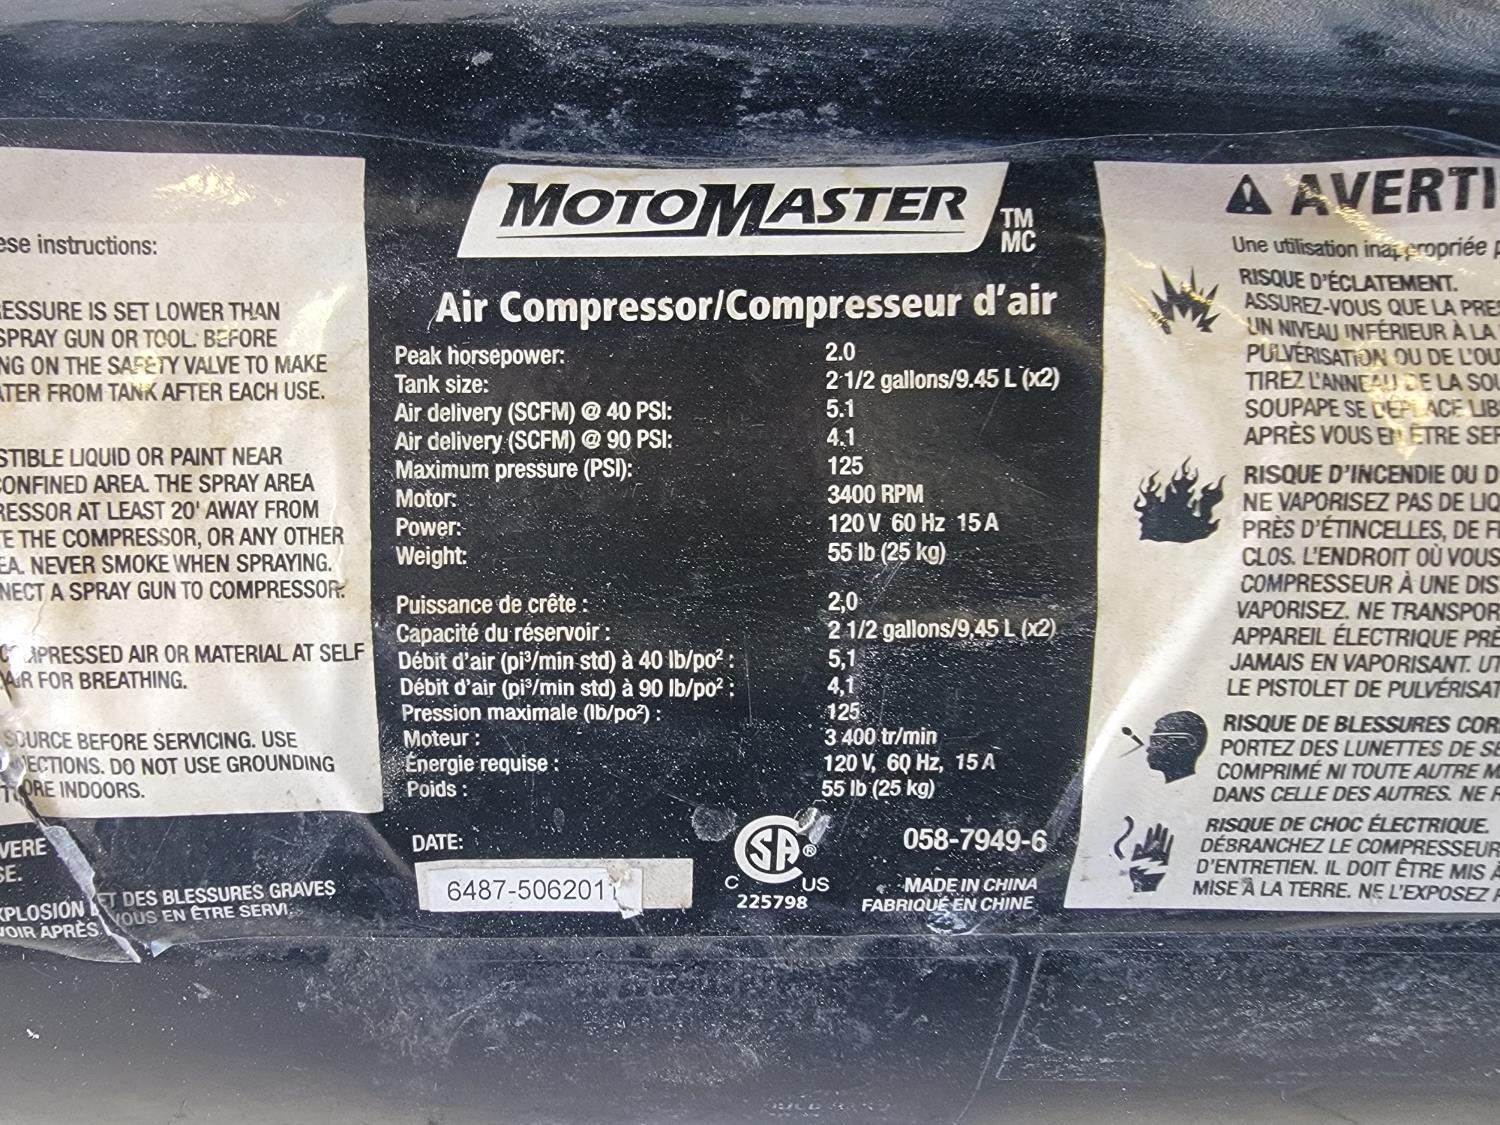 ese instructions:
ESSURE IS SET LOWER THAN
SPRAY GUN OR TOOL. BEFORE
NG ON THE SAFETY VALVE TO MAKE
TER FROM TANK AFTER EACH USE.
STIBLE LIQUID OR PAINT NEAR
ONFINED AREA. THE SPRAY AREA
RESSOR AT LEAST 20' AWAY FROM
E THE COMPRESSOR, OR ANY OTHER
EA. NEVER SMOKE WHEN SPRAYING.
NECT A SPRAY GUN TO COMPRESSOR.
MPRESSED AIR OR MATERIAL AT SELF
AIR FOR BREATHING.
SOURCE BEFORE SERVICING. USE
ECTIONS. DO NOT USE GROUNDING
ORE INDOORS.
VERE
SE.
ET DES BLESSURES GRAVES
XPLOSION
VOUS EN ÊTRE SERVI.
VOIR APRÈS
MOTOMASTER
TM
MC
Air Compressor/Compresseur d'air
Peak horsepower: 2.0
Tank size: 2 1/2 gallons/9.45 L (x2)
Air delivery (SCFM) @ 40 PSI: 5.1
Air delivery (SCFM) @ 90 PSI: 4.1
Maximum pressure (PSI): 125
Motor: 3400 RPM
Power: 120 V 60 Hz 15 A
Weight: 55 lb (25 kg)
Puissance de crête : 2,0
Capacité du réservoir : 2 1/2 gallons/9,45 L (x2)
Débit d'air (pi³/min std) à 40 lb/po² : 5,1
Débit d'air (pi³/min std) à 90 lb/po² : 4,1
Pression maximale (lb/po²) : 125
Moteur : 3 400 tr/min
Énergie requise : 120 V, 60 Hz, 15 A
Poids : 55 lb (25 kg)
DATE:
6487-5062011
SA ®
C US
225798
058-7949-6
MADE IN CHINA
FABRIQUÉ EN CHINE
AVERTI
Une utilisation inappropriée p
RISQUE D'ÉCLATEMENT.
ASSUREZ-VOUS QUE LA PRES
UN NIVEAU INFÉRIEUR À LA
PULVÉRISATION OU DE L'OU
TIREZ L'ANNEAU DE LA SOU
SOUPAPE SE DÉPLACE LIB
APRÈS VOUS EN ÊTRE SER
RISQUE D'INCENDIE OU D
NE VAPORISEZ PAS DE LIQ
PRÈS D'ÉTINCELLES, DE F
CLOS. L'ENDROIT OÙ VOUS
COMPRESSEUR À UNE DIS
VAPORISEZ. NE TRANSPOR
APPAREIL ÉLECTRIQUE PRÈ
JAMAIS EN VAPORISANT. UT
LE PISTOLET DE PULVÉRISAT
RISQUE DE BLESSURES COR
PORTEZ DES LUNETTES DE SÉ
COMPRIMÉ NI TOUTE AUTRE M
DANS CELLE DES AUTRES. NE R
RISQUE DE CHOC ÉLECTRIQUE.
DÉBRANCHEZ LE COMPRESSEUR
D'ENTRETIEN. IL DOIT ÊTRE MIS À
MISE À LA TERRE. NE L'EXPOSEZ P